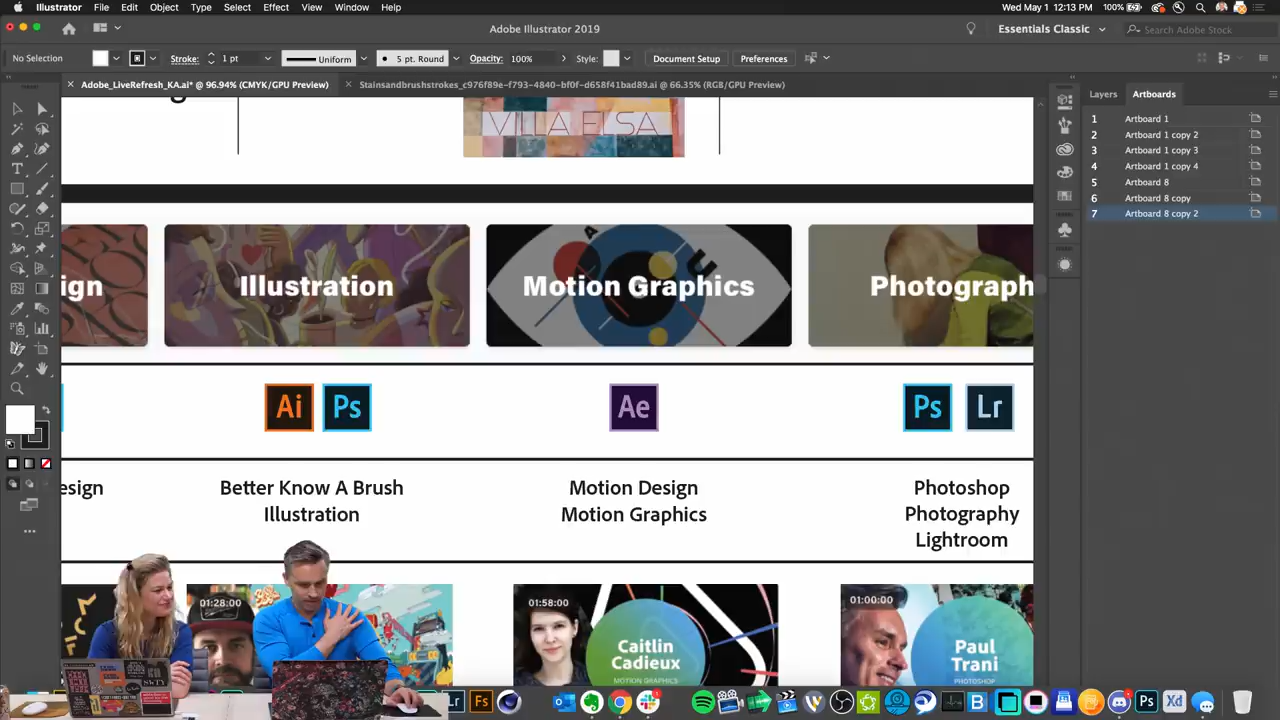 Illustrator File Edit Object Type Select Effect View Window Help
100% Wed May 1 12:13 PM
Adobe Illustrator 2019
Essentials Classic
Search Adobe Stock
No Selection
Stroke: 1 pt
Uniform
5 pt. Round
Opacity: 100%
Style:
Document Setup
Preferences
× Adobe_LiveRefresh_KA.ai* @ 96.94% (CMYK/GPU Preview)
× Stainsandbrushstrokes_c976f89e-f793-4840-bf0f-d658f41bad89.ai @ 66.35% (RGB/GPU Preview)
Layers Artboards
1 Artboard 1
2 Artboard 1 copy 2
3 Artboard 1 copy 3
4 Artboard 1 copy 4
5 Artboard 8
6 Artboard 8 copy
7 Artboard 8 copy 2
VILLA ELSA
ign
Illustration
Motion Graphics
Photograph
Ai Ps
Ae
Ps Lr
esign
Better Know A Brush
Illustration
Motion Design
Motion Graphics
Photoshop
Photography
Lightroom
01:28:00
01:58:00
Caitlin
Cadieux
01:00:00
Paul
Trani
PHOTOSHOP
Lr Fs
B
Ps Xd